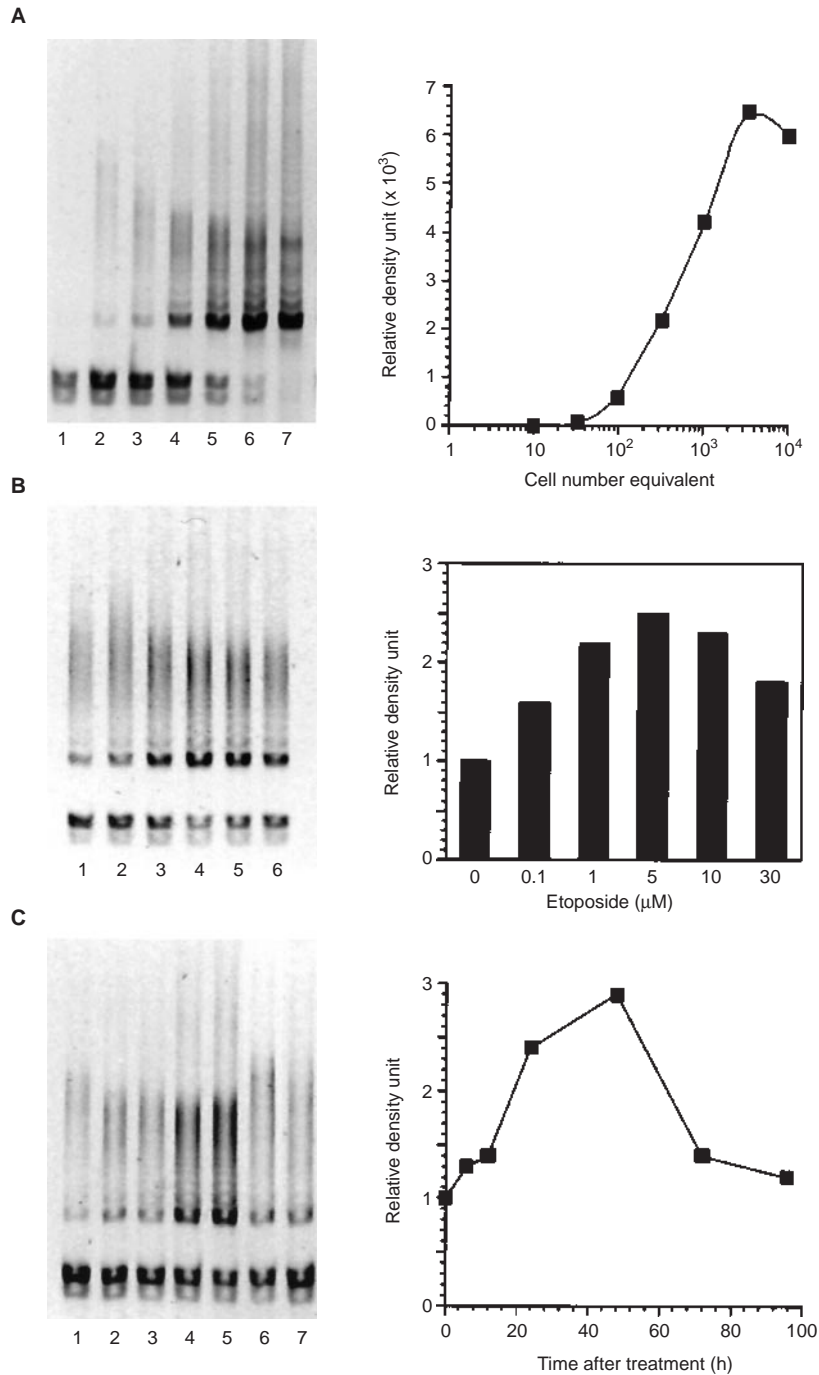 A
1 2 3 4 5 6 7
Relative density unit (x 10³)
7
6
5
4
3
2
1
0
1 10 10² 10³ 10⁴
Cell number equivalent
B
1 2 3 4 5 6
Relative density unit
3
2
1
0
0 0.1 1 5 10 30
Etoposide (μM)
C
1 2 3 4 5 6 7
Relative density unit
3
2
1
0
0 20 40 60 80 100
Time after treatment (h)